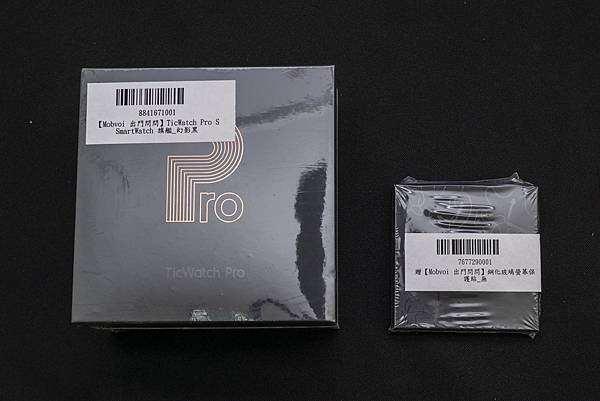 8841671001
【Mobvoi 出門問問】TicWatch Pro S
SmartWatch 旗艦_幻影黑
Pro
TicWatch Pro
7677290001
贈【Mobvoi 出門問問】鋼化玻璃螢幕保
護貼_無